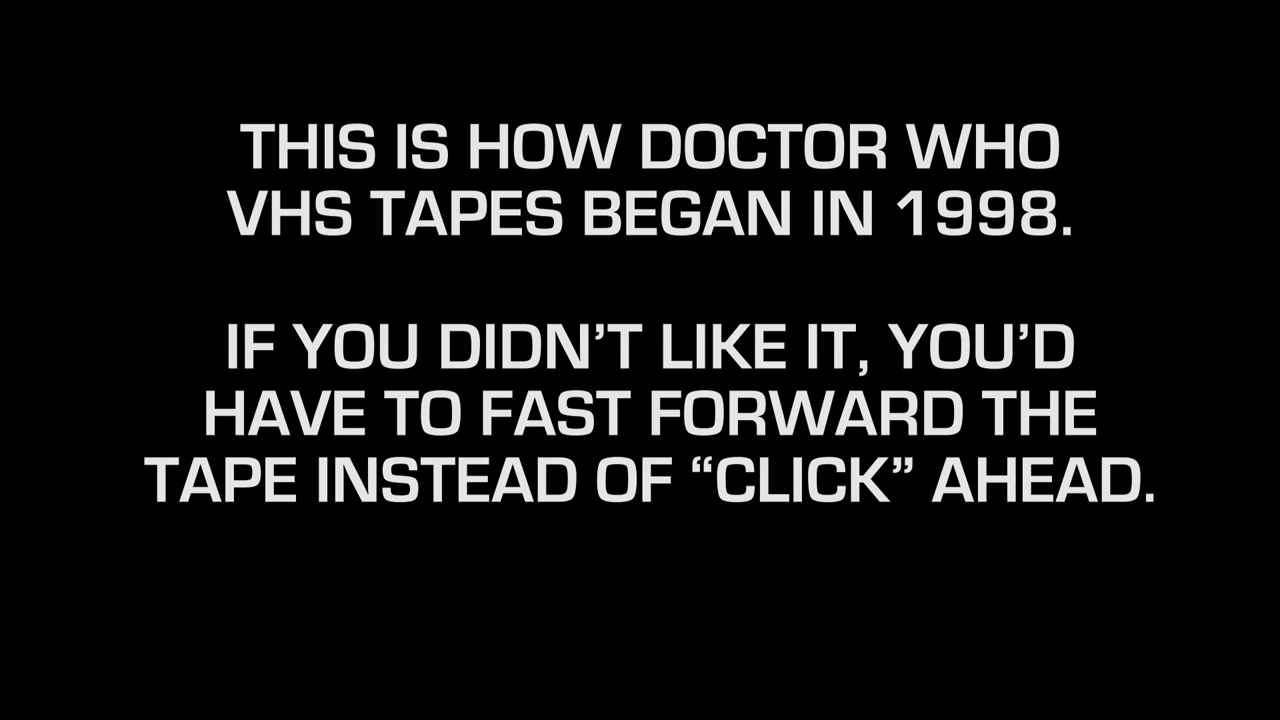 THIS IS HOW DOCTOR WHO
VHS TAPES BEGAN IN 1998.
IF YOU DIDN’T LIKE IT, YOU’D
HAVE TO FAST FORWARD THE
TAPE INSTEAD OF “CLICK” AHEAD.